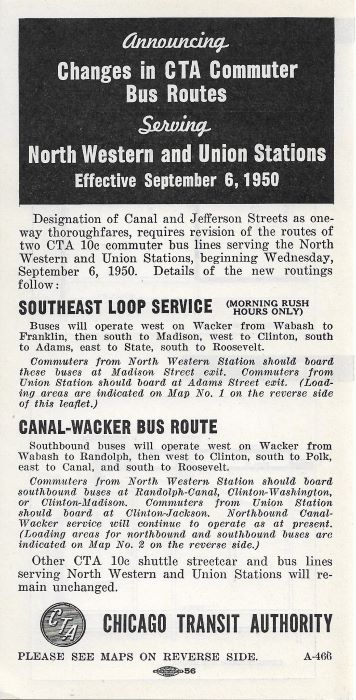 Announcing
Changes in CTA Commuter
Bus Routes
Serving
North Western and Union Stations
Effective September 6, 1950
Designation of Canal and Jefferson Streets as one-
way thoroughfares, requires revision of the routes of
two CTA 10c commuter bus lines serving the North
Western and Union Stations, beginning Wednesday,
September 6, 1950. Details of the new routings
follow:
SOUTHEAST LOOP SERVICE (MORNING RUSH
HOURS ONLY)
Buses will operate west on Wacker from Wabash to
Franklin, then south to Madison, west to Clinton, south
to Adams, east to State, south to Roosevelt.
Commuters from North Western Station should board
these buses at Madison Street exit. Commuters from
Union Station should board at Adams Street exit. (Load-
ing areas are indicated on Map No. 1 on the reverse side
of this leaflet.)
CANAL-WACKER BUS ROUTE
Southbound buses will operate west on Wacker from
Wabash to Randolph, then west to Clinton, south to Polk,
east to Canal, and south to Roosevelt.
Commuters from North Western Station should board
southbound buses at Randolph-Canal, Clinton-Washington,
or Clinton-Madison. Commuters from Union Station
should board at Clinton-Jackson. Northbound Canal-
Wacker service will continue to operate as at present.
(Loading areas for northbound and southbound buses are
indicated on Map No. 2 on the reverse side.)
Other CTA 10c shuttle streetcar and bus lines
serving North Western and Union Stations will re-
main unchanged.
CTA CHICAGO TRANSIT AUTHORITY
PLEASE SEE MAPS ON REVERSE SIDE. A-466
56